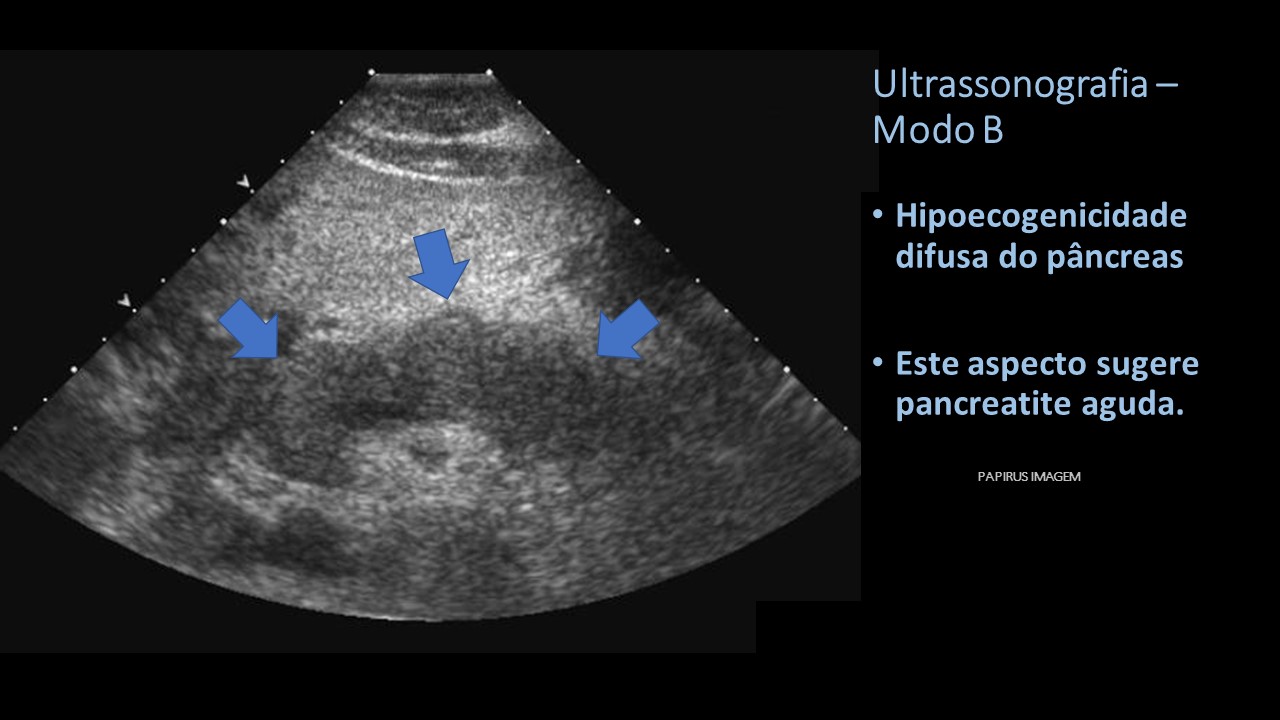 Ultrassonografia –
Modo B
• Hipoecogenicidade
difusa do pâncreas
• Este aspecto sugere
pancreatite aguda.
PAPIRUS IMAGEM